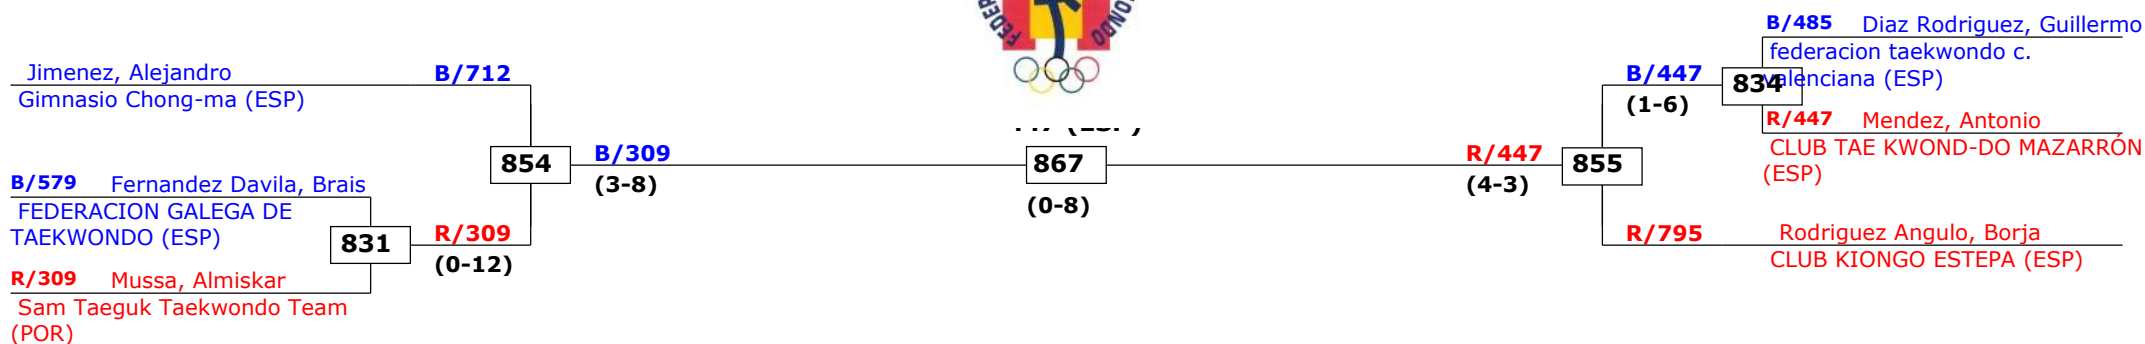 Jimenez, Alejandro
B/712
Gimnasio Chong-ma (ESP)
B/579 Fernandez Davila, Brais
FEDERACION GALEGA DE
TAEKWONDO (ESP)
831
R/309 Mussa, Almiskar
Sam Taeguk Taekwondo Team
(POR)
R/309
(0-12)
854
B/309
(3-8)
867
(0-8)
R/447
(4-3)
855
B/447
(1-6)
834
B/485 Diaz Rodriguez, Guillermo
federacion taekwondo c.
valenciana (ESP)
R/447 Mendez, Antonio
CLUB TAE KWOND-DO MAZARRÓN
(ESP)
R/795
Rodriguez Angulo, Borja
CLUB KIONGO ESTEPA (ESP)